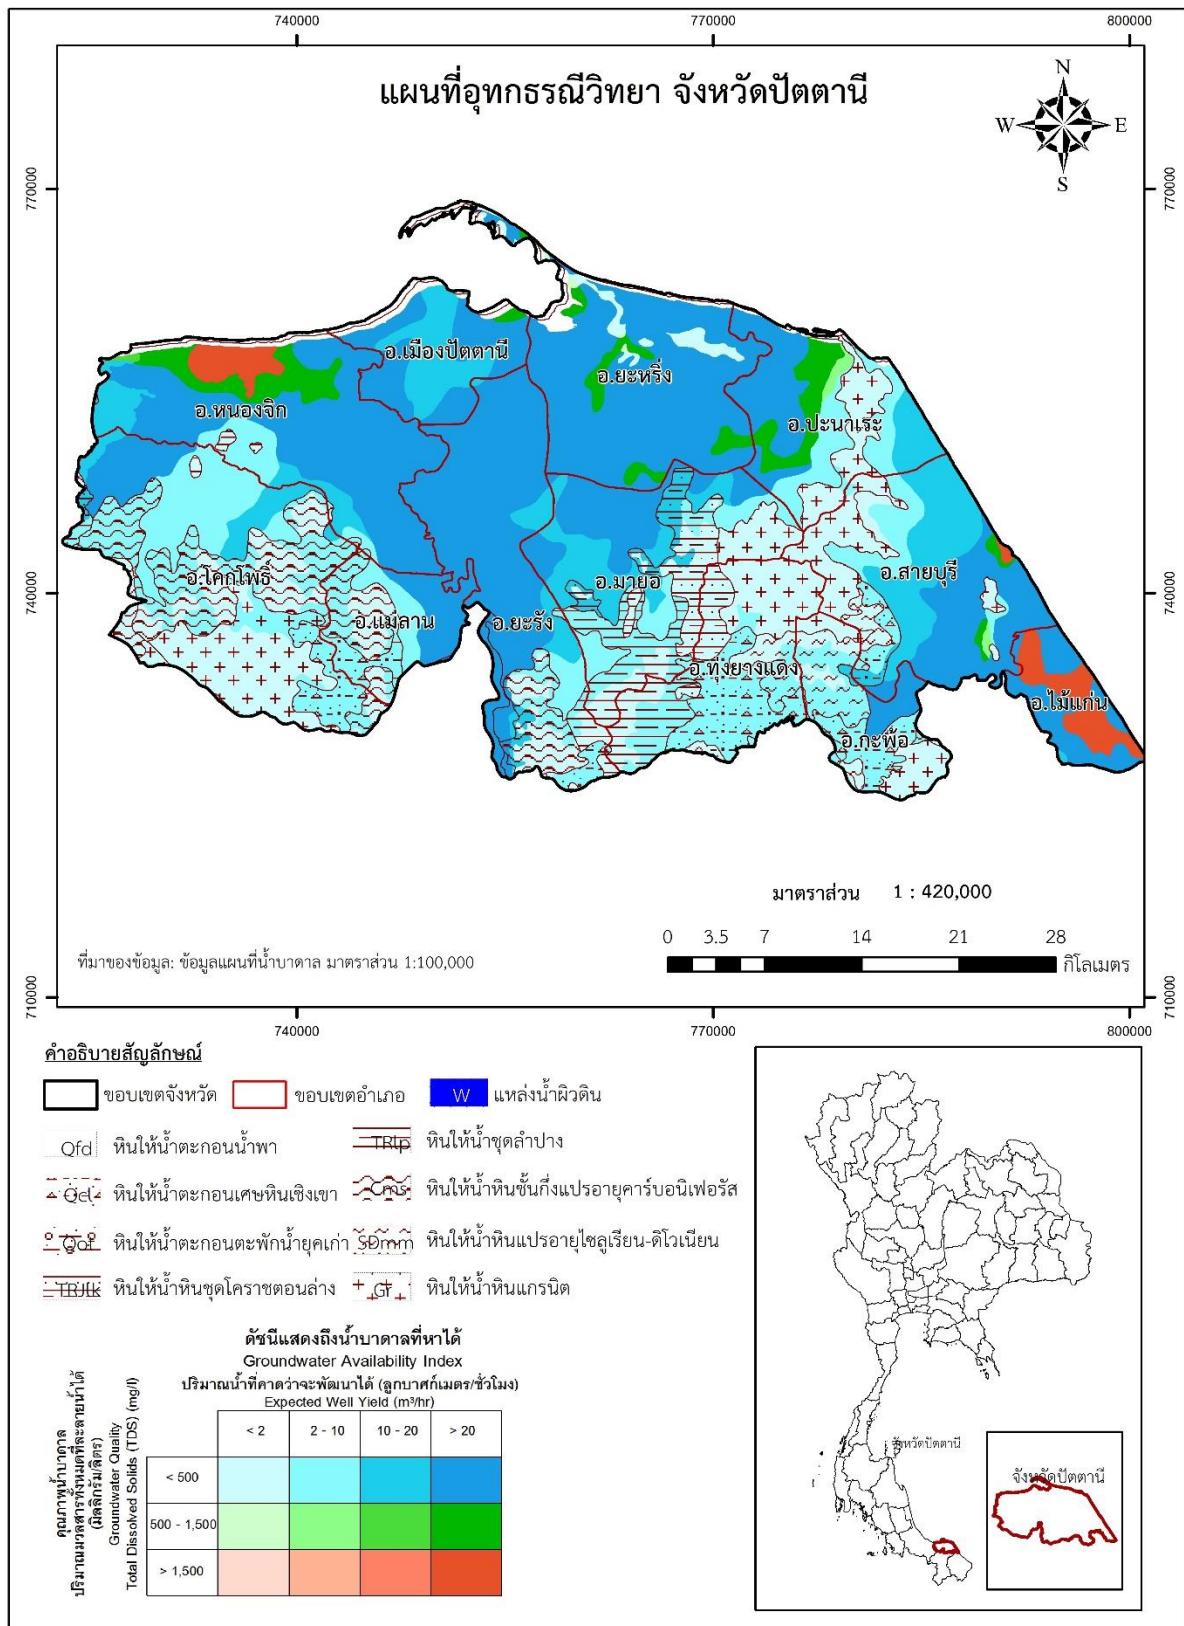 740000
770000
800000
แผนที่อุทกธรณีวิทยา จังหวัดปัตตานี
N
W
E
S
770000
770000
อ.เมืองปัตตานี
อ.ยะหริ่ง
อ.หนองจิก
อ.ปะนาเระ
อ.โคกโพธิ์
อ.มายอ
อ.สายบุรี
740000
740000
อ.แม่ลาน
อ.ยะรัง
อ.ทุ่งยางแดง
อ.ไม้แก่น
อ.กะพ้อ
มาตราส่วน 1 : 420,000
0 3.5 7 14 21 28
กิโลเมตร
ที่มาของข้อมูล: ข้อมูลแผนที่น้ำบาดาล มาตราส่วน 1:100,000
710000
710000
740000
770000
800000
คำอธิบายสัญลักษณ์
ขอบเขตจังหวัด
ขอบเขตอำเภอ
W แหล่งน้ำผิวดิน
Qfd หินให้น้ำตะกอนน้ำพา
TRlp หินให้น้ำชุดลำปาง
Qcl หินให้น้ำตะกอนเศษหินเชิงเขา
Cms หินให้น้ำหินชั้นกึ่งแปรอายุคาร์บอนิเฟอรัส
Qot หินให้น้ำตะกอนตะพักน้ำยุคเก่า
SDmm หินให้น้ำหินแปรอายุไซลูเรียน-ดิโวเนียน
TRJlk หินให้น้ำหินชุดโคราชตอนล่าง
Gr หินให้น้ำหินแกรนิต
ดัชนีแสดงถึงน้ำบาดาลที่หาได้
Groundwater Availability Index
ปริมาณน้ำที่คาดว่าจะพัฒนาได้ (ลูกบาศก์เมตร/ชั่วโมง)
Expected Well Yield (m³/hr)
คุณภาพน้ำบาดาล
ปริมาณมวลสารทั้งหมดที่ละลายน้ำได้
(มิลลิกรัม/ลิตร)
Groundwater Quality
Total Dissolved Solids (TDS) (mg/l)
< 2
2 - 10
10 - 20
> 20
< 500
500 - 1,500
> 1,500
จังหวัดปัตตานี
จังหวัดปัตตานี